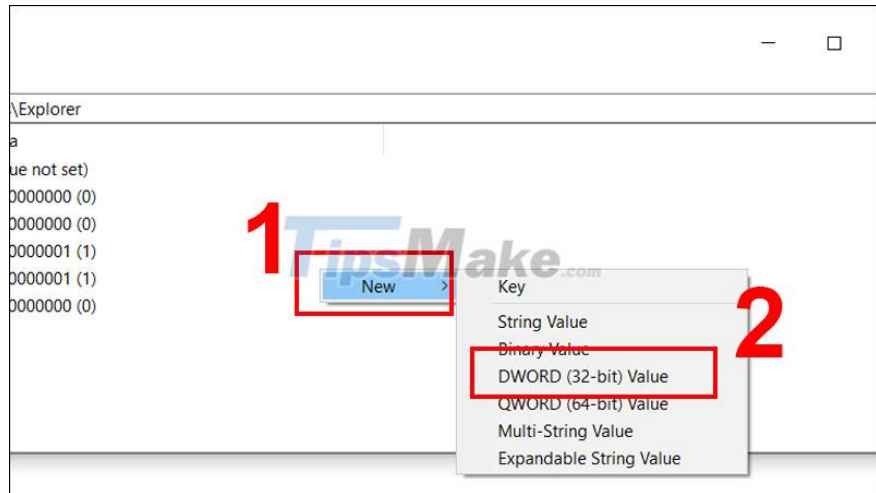 \Explorer
a
ue not set)
0000000 (0)
0000000 (0)
0000001 (1)
0000001 (1)
0000000 (0)
1
TipsMake.com
New >
Key
2
String Value
Binary Value
DWORD (32-bit) Value
QWORD (64-bit) Value
Multi-String Value
Expandable String Value